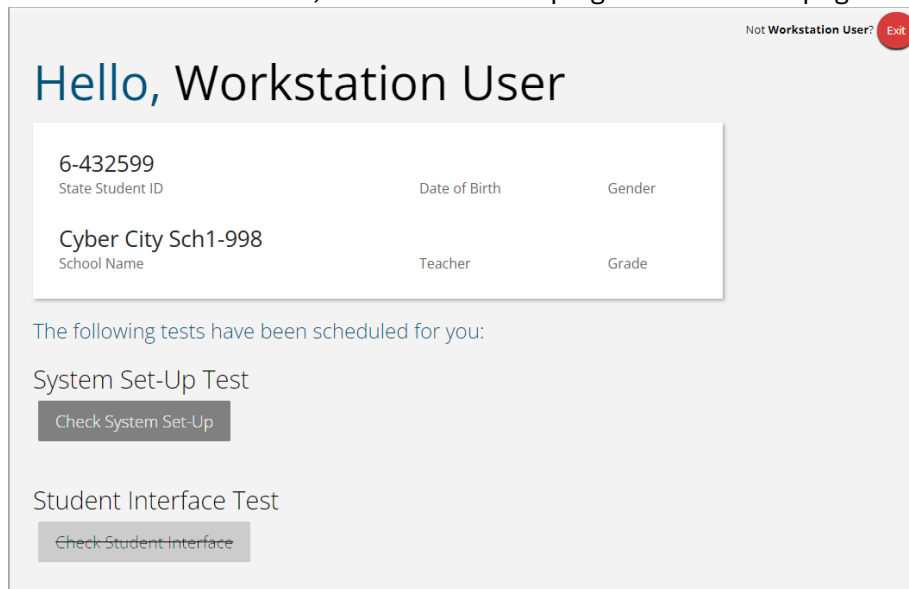 Not Workstation User? Exit
Hello, Workstation User
6-432599
State Student ID Date of Birth Gender
Cyber City Sch1-998
School Name Teacher Grade
The following tests have been scheduled for you:
System Set-Up Test
Check System Set-Up
Student Interface Test
Check Student Interface